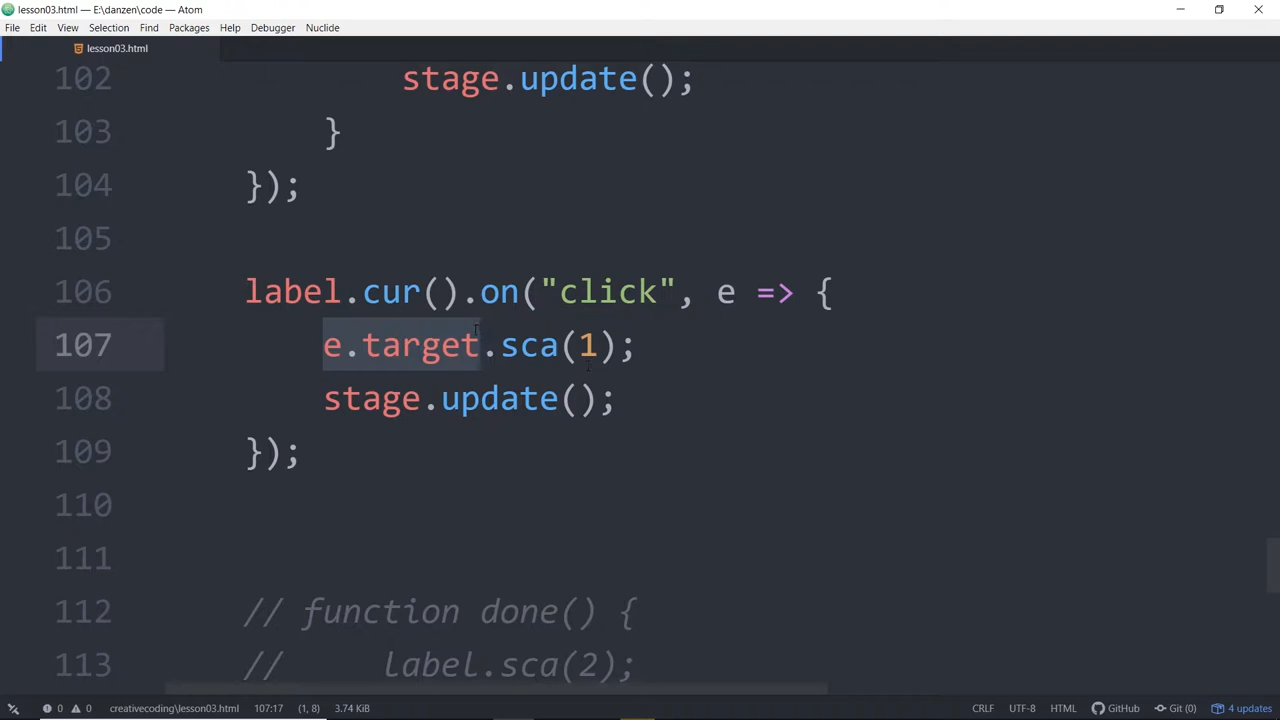 lesson03.html — E:\danzen\code — Atom
File Edit View Selection Find Packages Help Debugger Nuclide
lesson03.html
102 stage.update();
103 }
104 });
105
106 label.cur().on("click", e => {
107 e.target.sca(1);
108 stage.update();
109 });
110
111
112 // function done() {
113 // label.sca(2);
0 0 creativecoding\lesson03.html 107:17 (1, 8) 3.74 KiB CRLF UTF-8 HTML GitHub Git (0) 4 updates